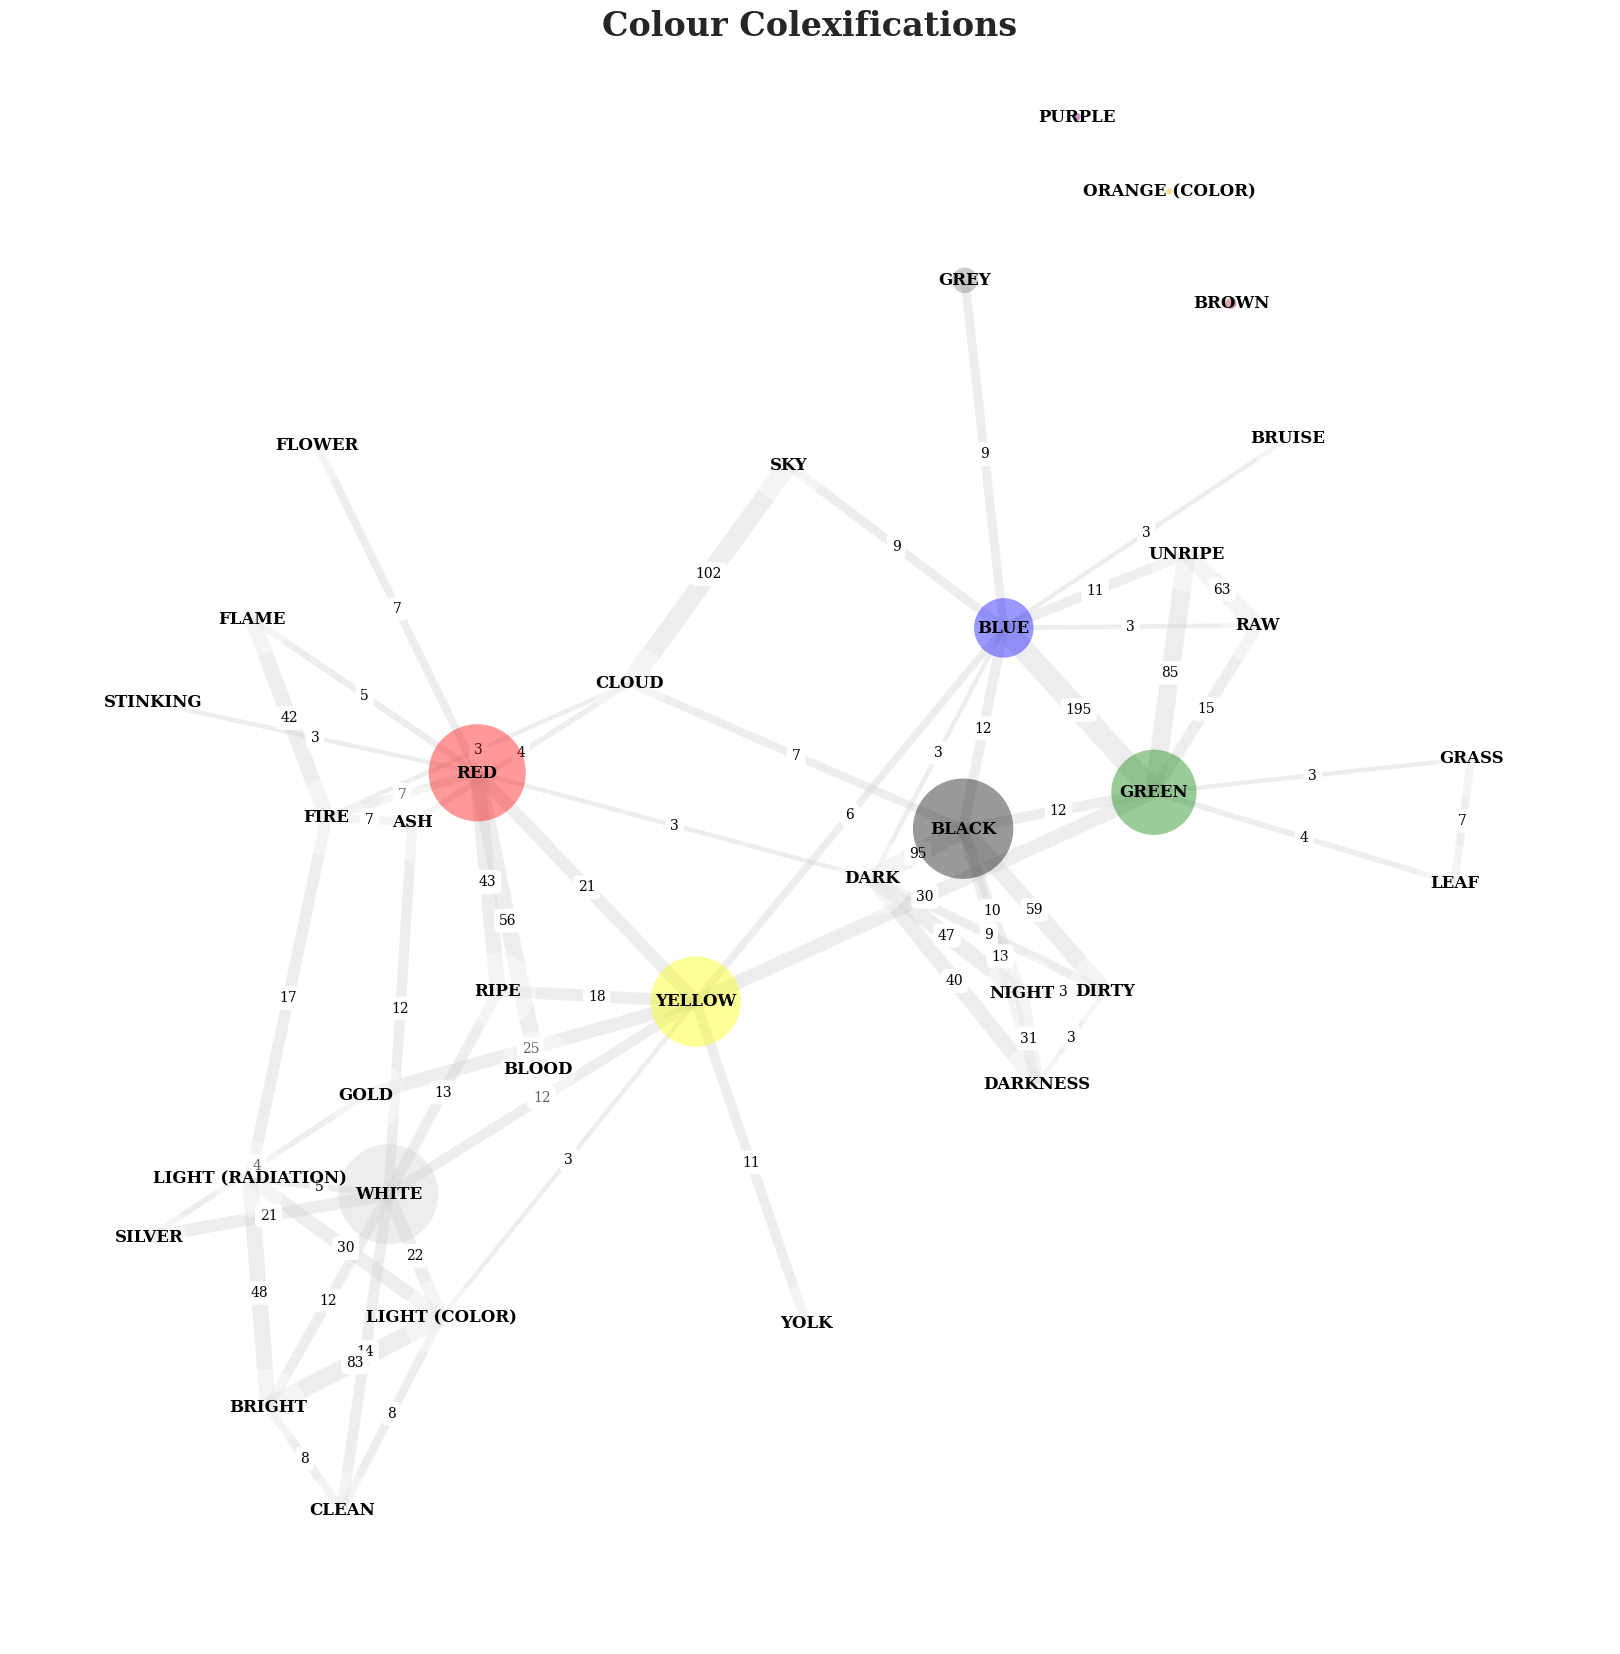 Colour Colexifications
PURPLE
ORANGE (COLOR)
GREY
BROWN
BRUISE
FLOWER
9
SKY
3
UNRIPE
9
102
11
63
7
FLAME
BLUE
3
RAW
85
CLOUD
5
STINKING
42
195
15
3
12
3
4
7
3
GRASS
RED
3
GREEN
7
12
6
4
FIRE
7
ASH
3
BLACK
7
95
DARK
LEAF
43
21
30
10
59
56
47
9
13
40
RIPE
18
YELLOW
NIGHT
3
DIRTY
17
12
31
3
25
BLOOD
DARKNESS
GOLD
13
12
4
3
11
LIGHT (RADIATION)
5
WHITE
21
SILVER
30
22
48
12
LIGHT (COLOR)
YOLK
14
83
BRIGHT
8
8
CLEAN